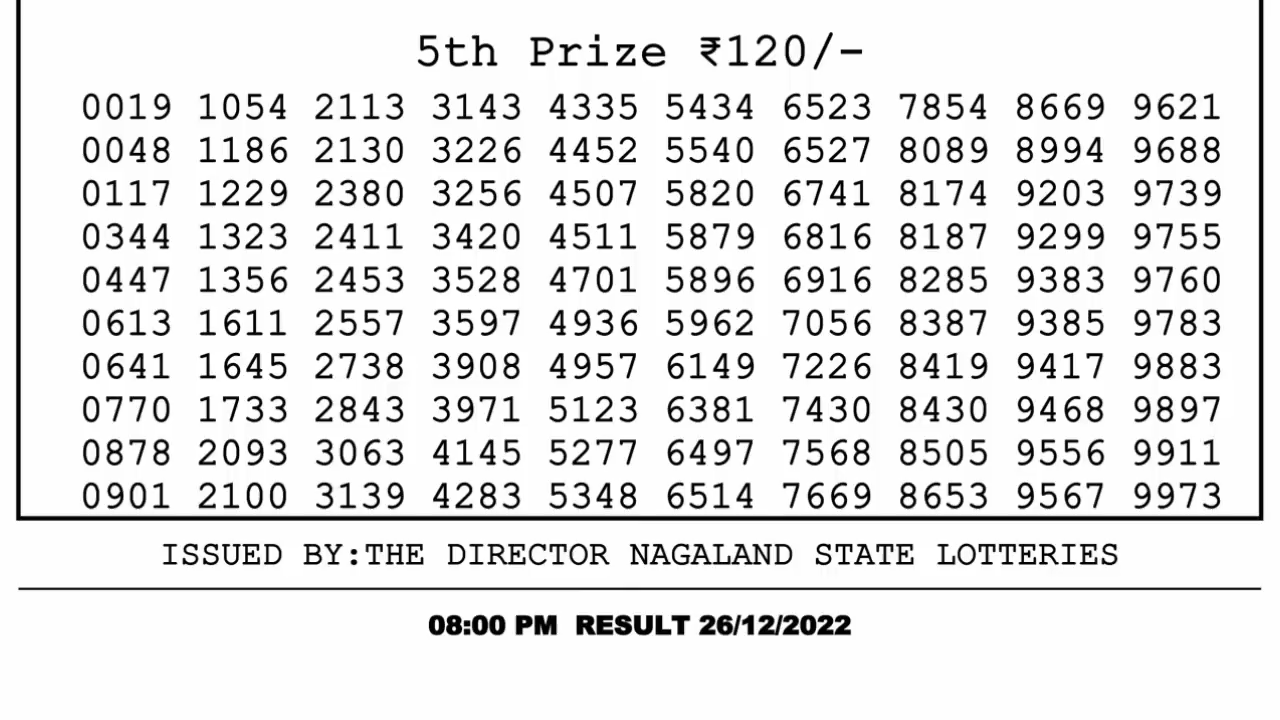 5th Prize ₹120/-
0019 1054 2113 3143 4335 5434 6523 7854 8669 9621
0048 1186 2130 3226 4452 5540 6527 8089 8994 9688
0117 1229 2380 3256 4507 5820 6741 8174 9203 9739
0344 1323 2411 3420 4511 5879 6816 8187 9299 9755
0447 1356 2453 3528 4701 5896 6916 8285 9383 9760
0613 1611 2557 3597 4936 5962 7056 8387 9385 9783
0641 1645 2738 3908 4957 6149 7226 8419 9417 9883
0770 1733 2843 3971 5123 6381 7430 8430 9468 9897
0878 2093 3063 4145 5277 6497 7568 8505 9556 9911
0901 2100 3139 4283 5348 6514 7669 8653 9567 9973
ISSUED BY:THE DIRECTOR NAGALAND STATE LOTTERIES
08:00 PM RESULT 26/12/2022